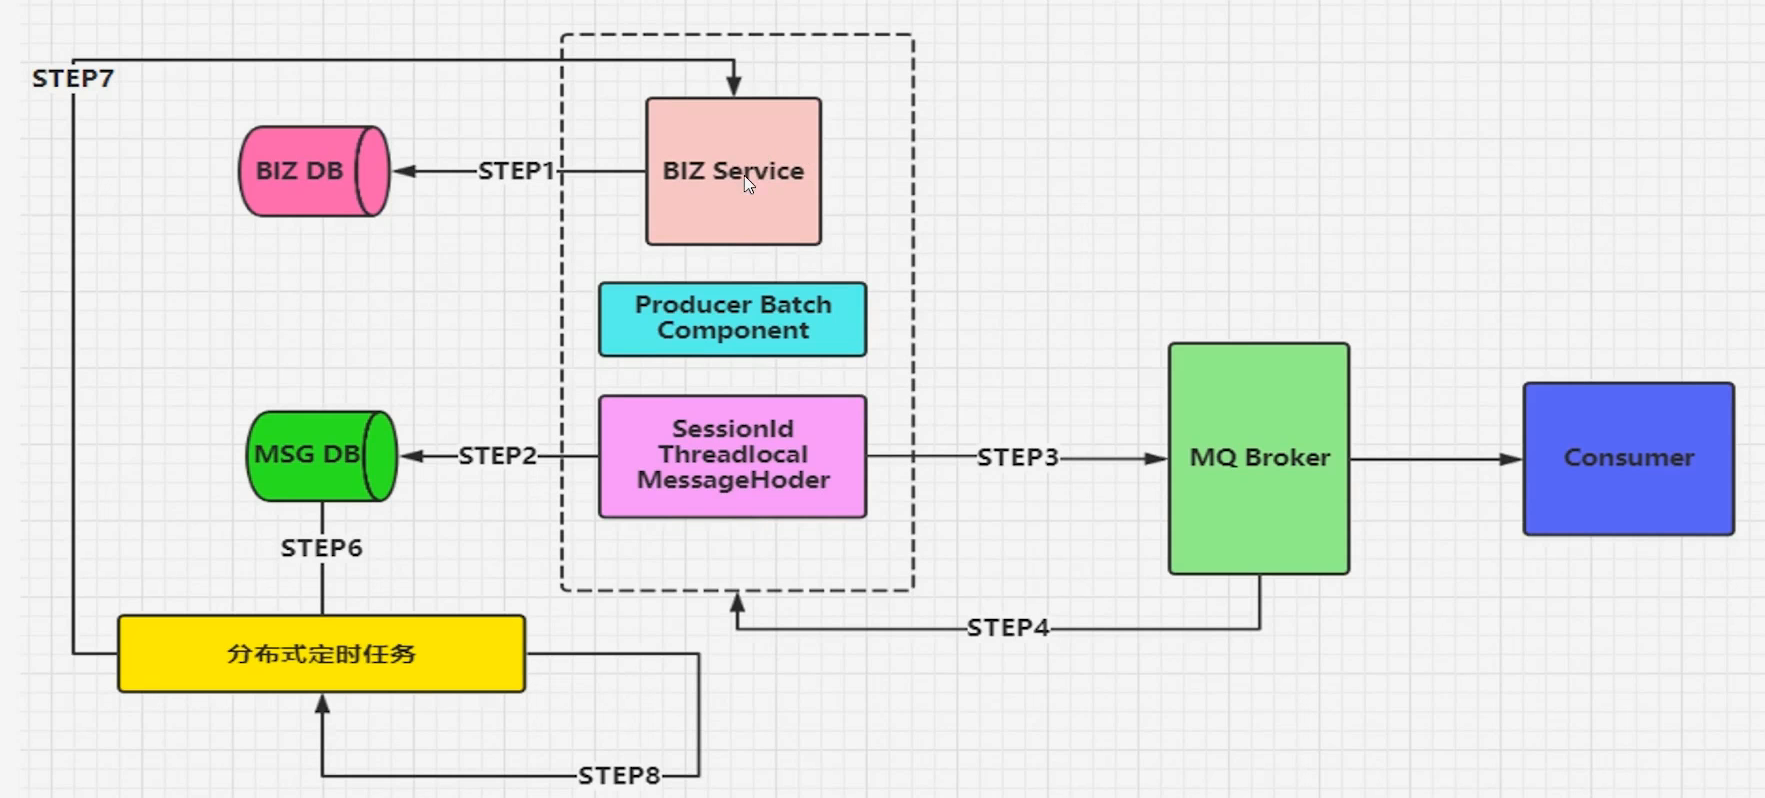 STEP7
BIZ DB
STEP1
BIZ Service
Producer Batch
Component
MSG DB
STEP2
SessionId
Threadlocal
MessageHoder
STEP3
MQ Broker
Consumer
STEP6
STEP4
分布式定时任务
STEP8